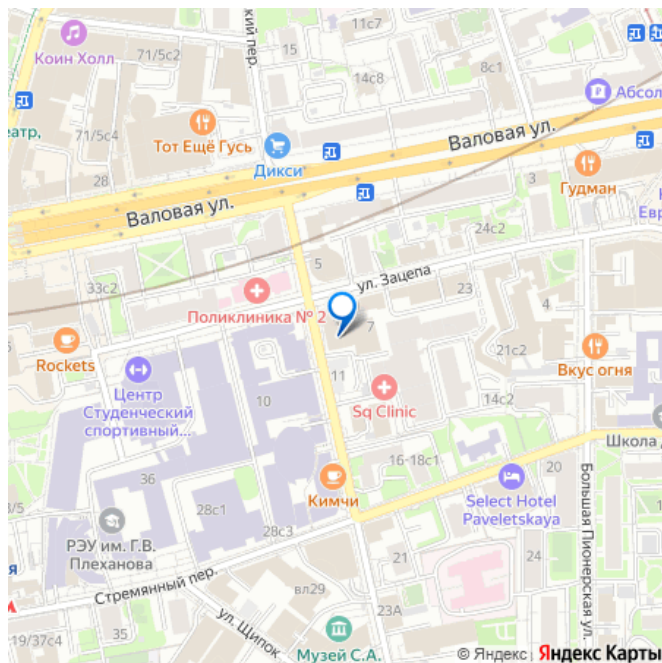 Коин Холл
71/5с2
кий пер.
15
11с7
14с8
8с1
Абсол
71/5с4
еатр,
Тот Ещё Гусь
Дикси
Валовая ул.
28
Гудман
3
Валовая ул.
24с2
Евр
5
33с2
ул. Зацепа
23
4
Поликлиника № 2
7
Rockets
21с2
Вкус огня
Центр
Студенческий
спортивный...
11
10
Sq Clinic
14с2
Школа
36
16-18с1
20
Кимчи
28с1
Select Hotel
Paveletskaya
Большая Пионерская ул.
28с3
РЭУ им. Г.В.
Плеханова
21
я
Стремянный пер.
вл29
23А
19/37с4
35
ул. Щипок
Музей С.А.
© Яндекс
Яндекс Карты